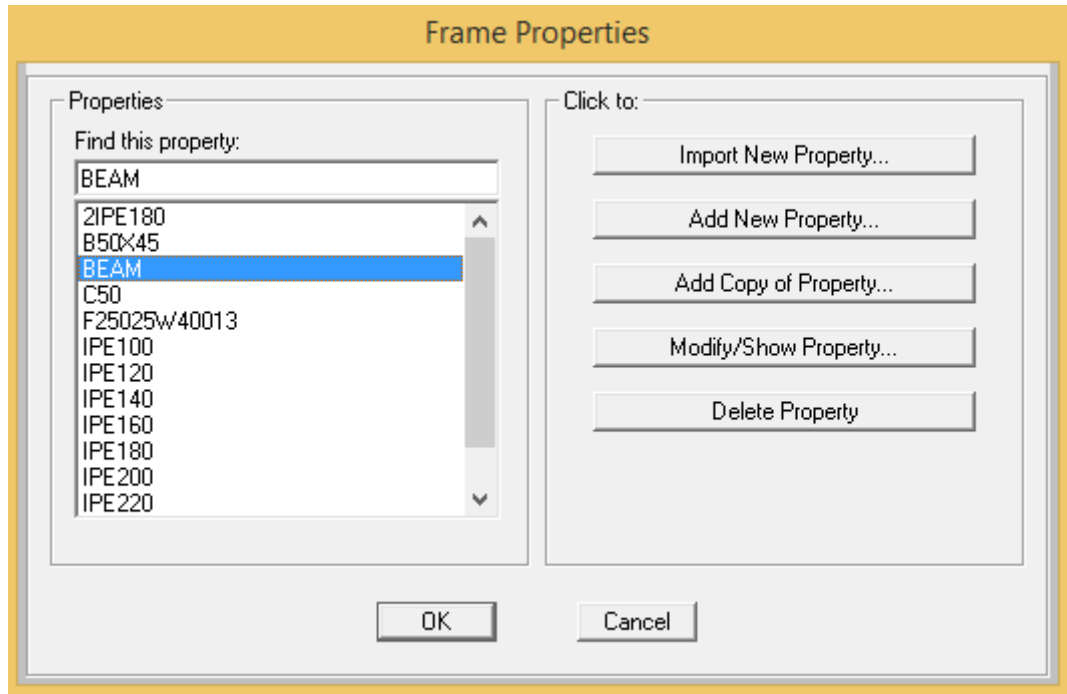 Frame Properties
Properties
Find this property:
BEAM
2IPE180
B50X45
BEAM
C50
F25025W40013
IPE100
IPE120
IPE140
IPE160
IPE180
IPE200
IPE220
Click to:
Import New Property...
Add New Property...
Add Copy of Property...
Modify/Show Property...
Delete Property
OK
Cancel